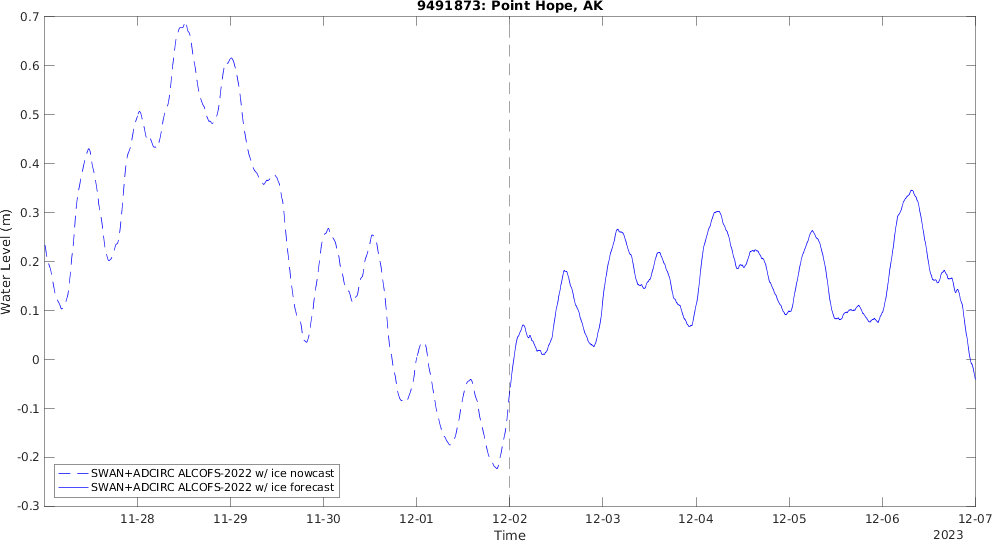 9491873: Point Hope, AK
0.7
0.6
0.5
0.4
0.3
0.2
0.1
0
-0.1
-0.2
-0.3
Water Level (m)
SWAN+ADCIRC ALCOFS-2022 w/ ice nowcast
SWAN+ADCIRC ALCOFS-2022 w/ ice forecast
11-28 11-29 11-30 12-01 12-02 12-03 12-04 12-05 12-06 12-07
Time
2023